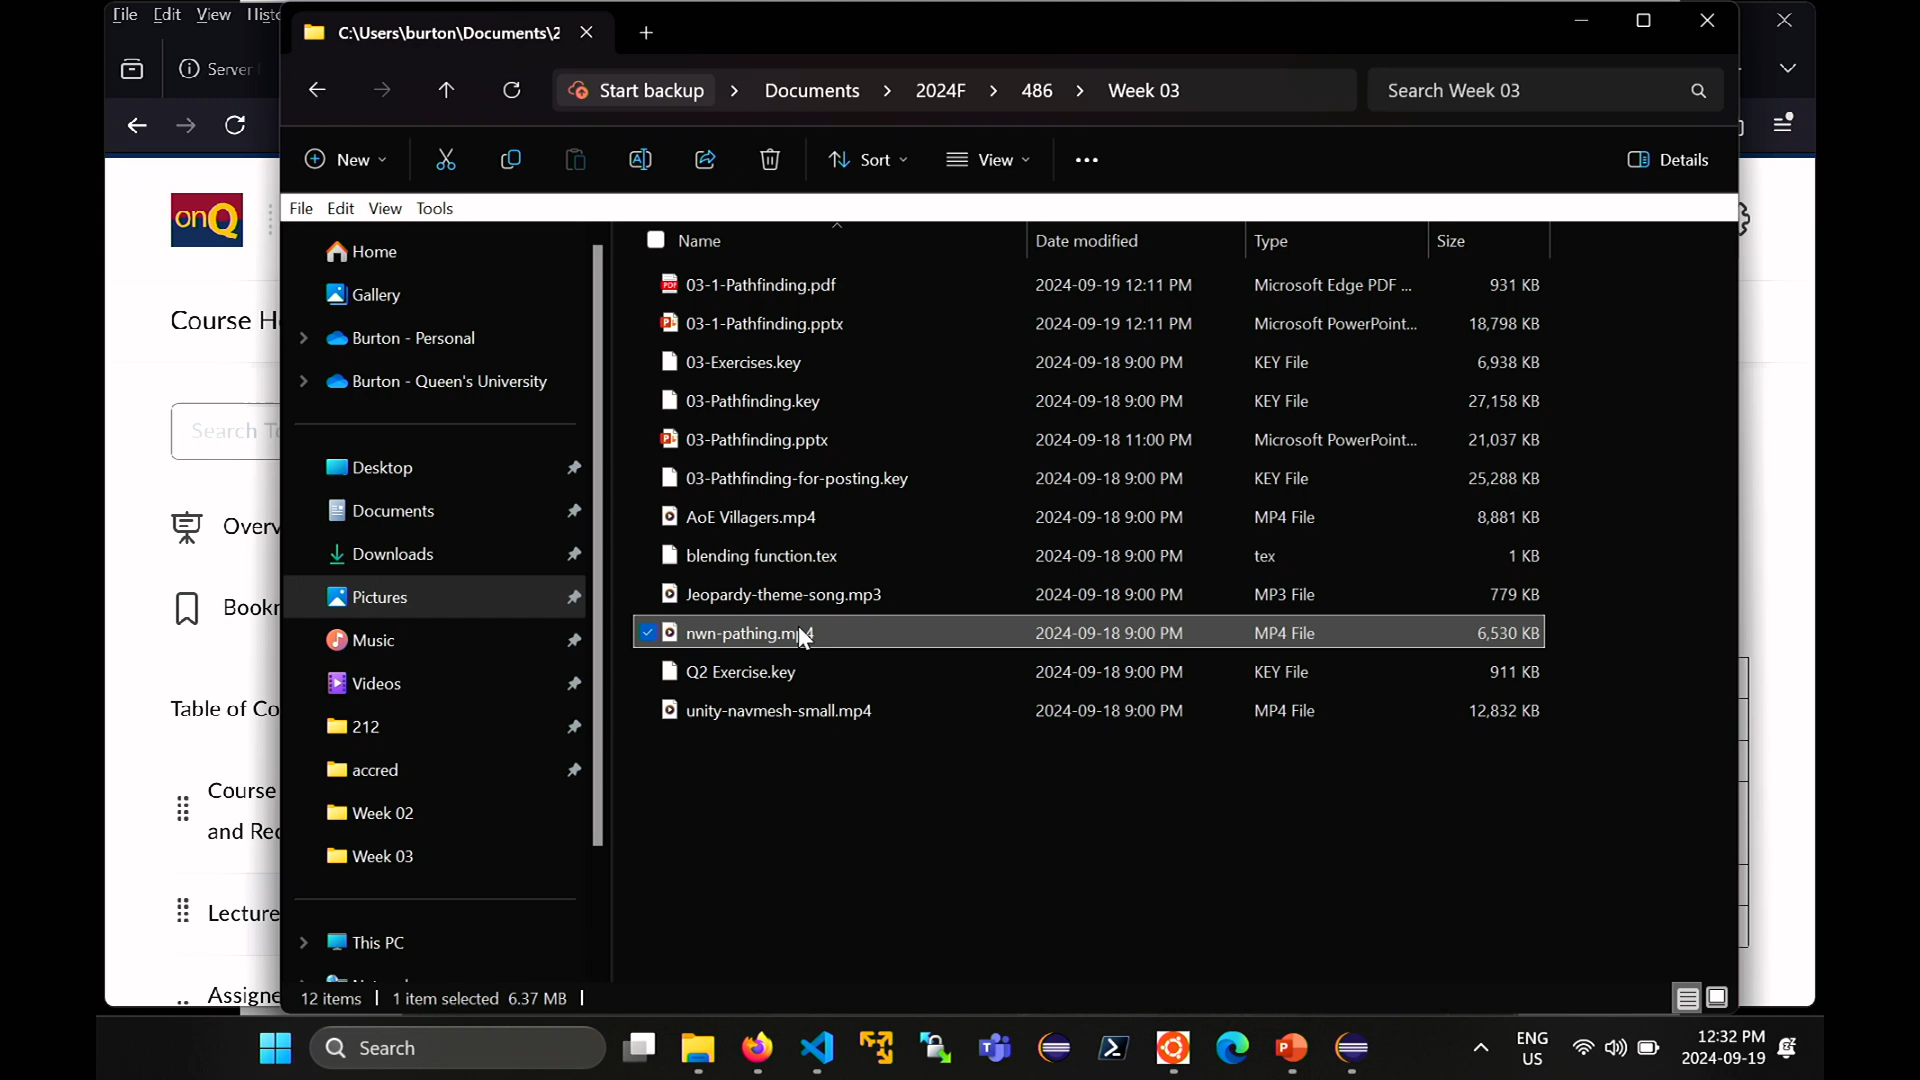 File Edit View Histo
C:\Users\burton\Documents\2
Server
Start backup > Documents > 2024F > 486 > Week 03
Search Week 03
New
Sort
View
Details
File Edit View Tools
onQ
Course H
Search To
Overv
Bookr
Table of Co
Course
and Rec
Lecture
Assigne
Home
Gallery
Burton - Personal
Burton - Queen's University
Desktop
Documents
Downloads
Pictures
Music
Videos
212
accred
Week 02
Week 03
This PC
Name Date modified Type Size
03-1-Pathfinding.pdf 2024-09-19 12:11 PM Microsoft Edge PDF ... 931 KB
03-1-Pathfinding.pptx 2024-09-19 12:11 PM Microsoft PowerPoint... 18,798 KB
03-Exercises.key 2024-09-18 9:00 PM KEY File 6,938 KB
03-Pathfinding.key 2024-09-18 9:00 PM KEY File 27,158 KB
03-Pathfinding.pptx 2024-09-18 11:00 PM Microsoft PowerPoint... 21,037 KB
03-Pathfinding-for-posting.key 2024-09-18 9:00 PM KEY File 25,288 KB
AoE Villagers.mp4 2024-09-18 9:00 PM MP4 File 8,881 KB
blending function.tex 2024-09-18 9:00 PM tex 1 KB
Jeopardy-theme-song.mp3 2024-09-18 9:00 PM MP3 File 779 KB
nwn-pathing.mp4 2024-09-18 9:00 PM MP4 File 6,530 KB
Q2 Exercise.key 2024-09-18 9:00 PM KEY File 911 KB
unity-navmesh-small.mp4 2024-09-18 9:00 PM MP4 File 12,832 KB
12 items | 1 item selected 6.37 MB |
Search
ENG
US
12:32 PM
2024-09-19